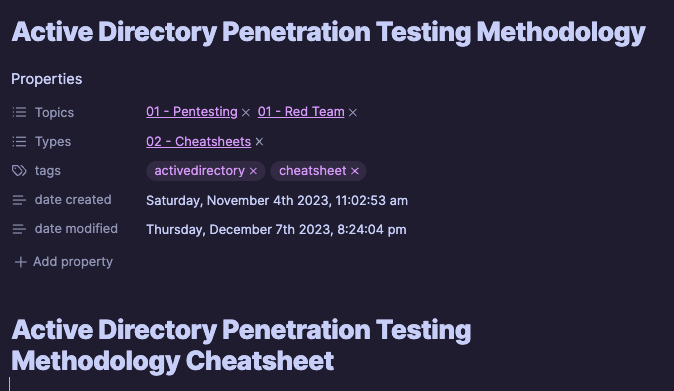 Active Directory Penetration Testing Methodology
Properties
Topics 01 - Pentesting × 01 - Red Team ×
Types 02 - Cheatsheets ×
tags activedirectory × cheatsheet ×
date created Saturday, November 4th 2023, 11:02:53 am
date modified Thursday, December 7th 2023, 8:24:04 pm
+ Add property
Active Directory Penetration Testing
Methodology Cheatsheet